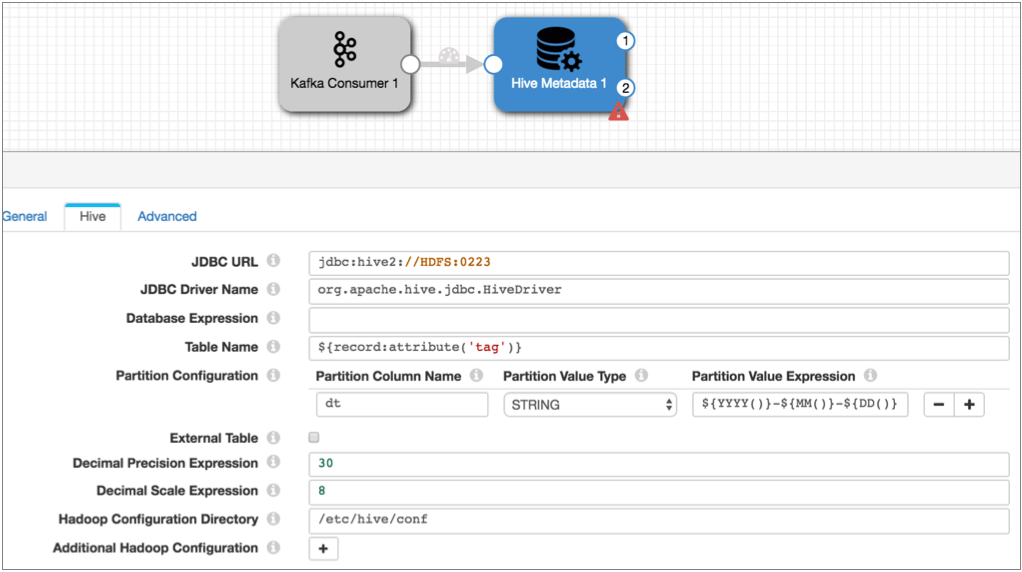 Kafka Consumer 1
Hive Metadata 1
1
2
General Hive Advanced
JDBC URL jdbc:hive2://HDFS:0223
JDBC Driver Name org.apache.hive.jdbc.HiveDriver
Database Expression
Table Name ${record:attribute('tag')}
Partition Configuration Partition Column Name Partition Value Type Partition Value Expression
dt STRING ${YYYY()}-${MM()}-${DD()}
External Table
Decimal Precision Expression 30
Decimal Scale Expression 8
Hadoop Configuration Directory /etc/hive/conf
Additional Hadoop Configuration